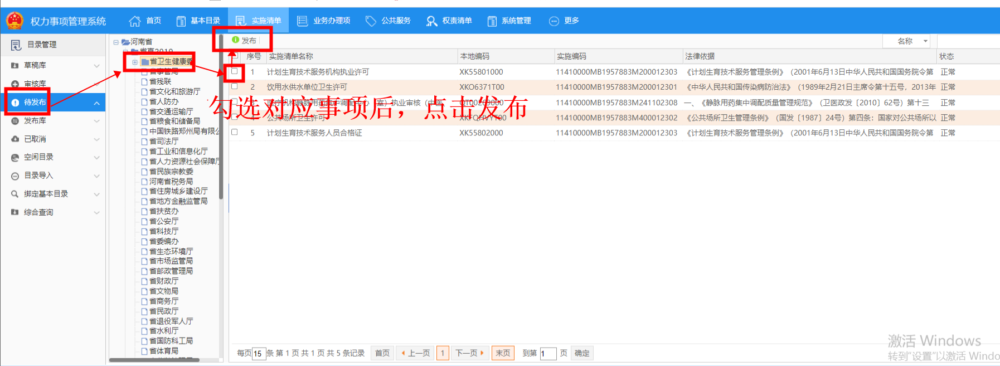 权力事项管理系统
首页
基本目录
实施清单
业务办理项
公共服务
权责清单
系统管理
更多
目录管理
草稿库
审核库
待发布
发布库
已取消
空闲目录
目录导入
绑定基本目录
综合查询
河南省
省直2019
省卫生健康委
省事管局
省残联
省文化和旅游厅
省人防办
省交通运输厅
省粮食和储备局
中国铁路郑州局有限公
省司法厅
省工业和信息化厅
省人力资源社会保障厅
省民族宗教委
河南省税务局
省住房城乡建设厅
省地方金融监管局
省扶贫办
省公安厅
省科技厅
省委编办
省生态环境厅
省市场监管局
省邮政管理局
省财政厅
省文物局
省商务厅
省民政厅
省退役军人厅
省水利厅
省国防科工局
省体育局
发布
名称
序号 实施清单名称 本地编码 实施编码 法律依据 状态
1 计划生育技术服务机构执业许可 XK55801000 11410000MB1957883M200012303 《计划生育技术服务管理条例》（2001年6月13日中华人民共和国国务院令第 正常
2 饮用水供水单位卫生许可 XKO6371T00 11410000MB1957883M200012301 《中华人民共和国传染病防治法》（1989年2月21日主席令第十五号，2013年 正常
3 医疗机构静脉用药集中调配中心（室）执业审核（中医 QT00269000 11410000MB1957883M241102308 一、《静脉用药集中调配质量管理规范》（卫医政发〔2010〕62号）第十三 正常
勾选对应事项后，点击发布
4 公共场所卫生许可 XKFQHVYT00 11410000MB1957883M400012302 《公共场所卫生管理条例》（国发〔1987〕24号）第四条：国家对公共场所以 正常
5 计划生育技术服务人员合格证 XK55802000 11410000MB1957883M200012303 《计划生育技术服务管理条例》（2001年6月13日中华人民共和国国务院令第 正常
每页 15 条 第 1 页 共 1 页 共 5 条记录 首页 上一页 1 下一页 末页 到第 1 页 确定
激活 Windows
转到"设置"以激活 Windo